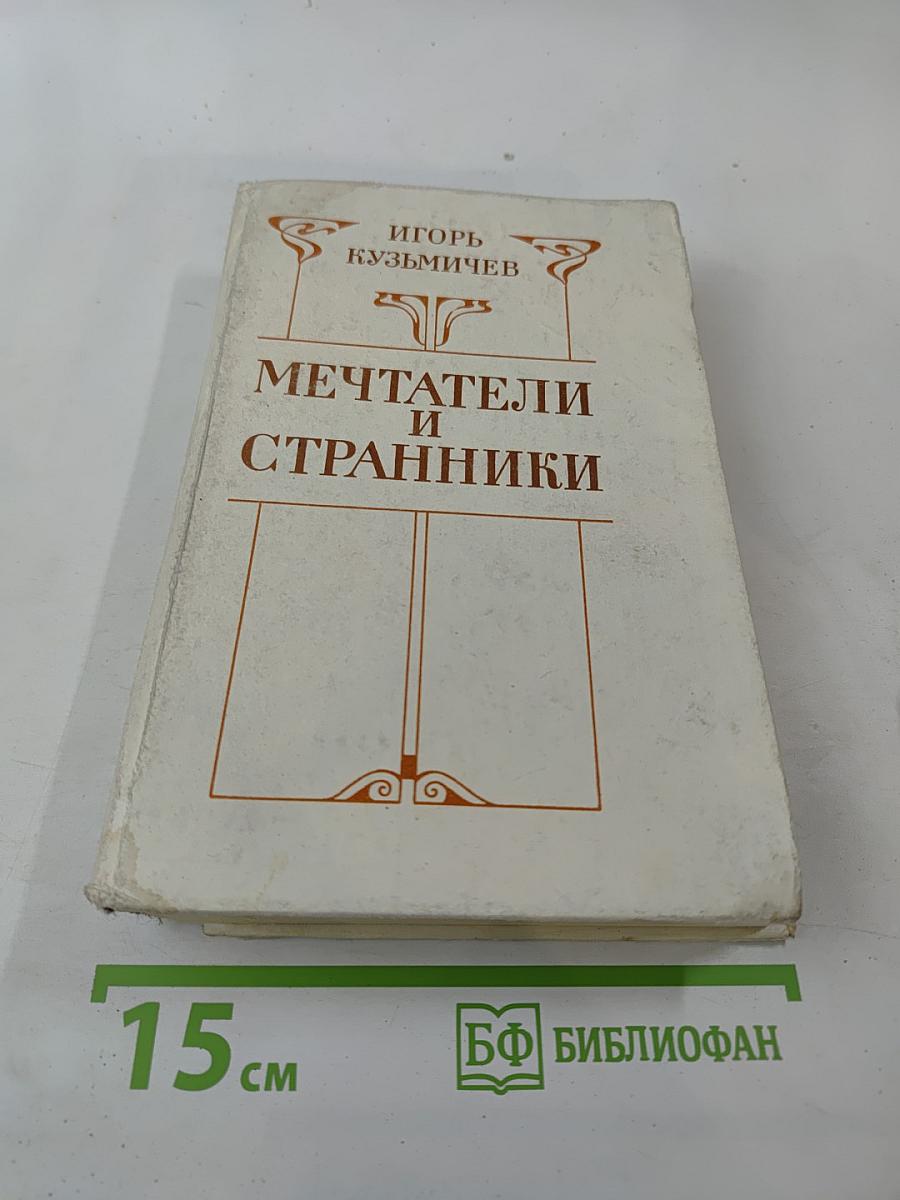 ИГОРЬ
КУЗЬМИЧЕВ
МЕЧТАТЕЛИ
И
СТРАННИКИ
15 см
БФ БИБЛИОФАН